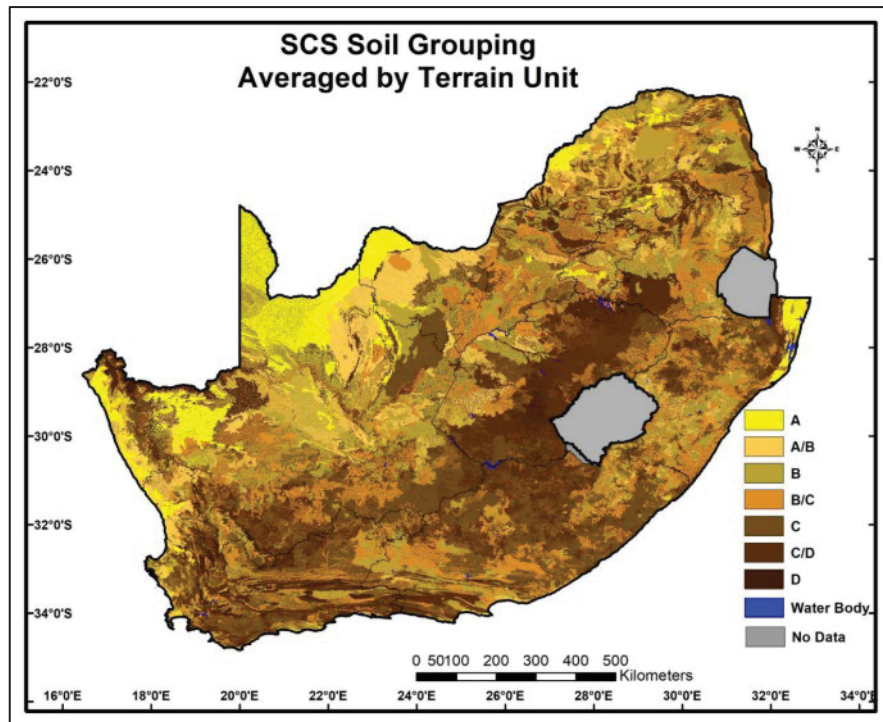 SCS Soil Grouping
Averaged by Terrain Unit
22°0'S
24°0'S
26°0'S
28°0'S
30°0'S
32°0'S
34°0'S
N
W E
S
A
A/B
B
B/C
C
C/D
D
Water Body
No Data
0 50100 200 300 400 500
Kilometers
16°0'E 18°0'E 20°0'E 22°0'E 24°0'E 26°0'E 28°0'E 30°0'E 32°0'E 34°0'E